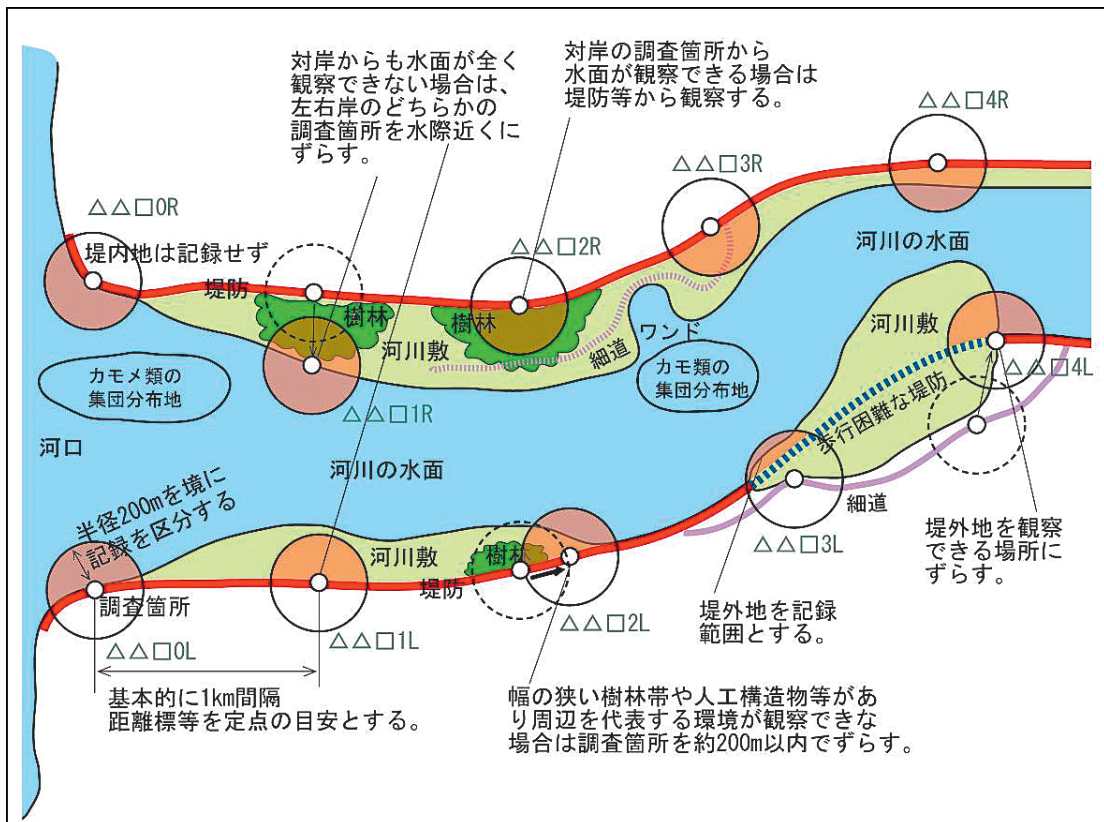 対岸からも水面が全く
観察できない場合は、
左右岸のどちらかの
調査箇所を水際近くに
ずらす。
対岸の調査箇所から
水面が観察できる場合は
堤防等から観察する。
△△□4R
△△□3R
△△□0R
△△□2R
堤内地は記録せず
河川の水面
堤防
樹林
樹林
河川敷
ワンド
河川敷
細道
カモメ類の
集団分布地
カモ類の
集団分布地
△△□4L
△△□1R
歩行困難な堤防
河口
河川の水面
半径200mを境に
記録を区分する
細道
堤外地を観察
できる場所に
ずらす。
△△□3L
河川敷
樹林
堤防
調査箇所
堤外地を記録
範囲とする。
△△□0L
△△□1L
△△□2L
基本的に1km間隔
距離標等を定点の目安とする。
幅の狭い樹林帯や人工構造物等があ
り周辺を代表する環境が観察できな
場合は調査箇所を約200m以内でずらす。